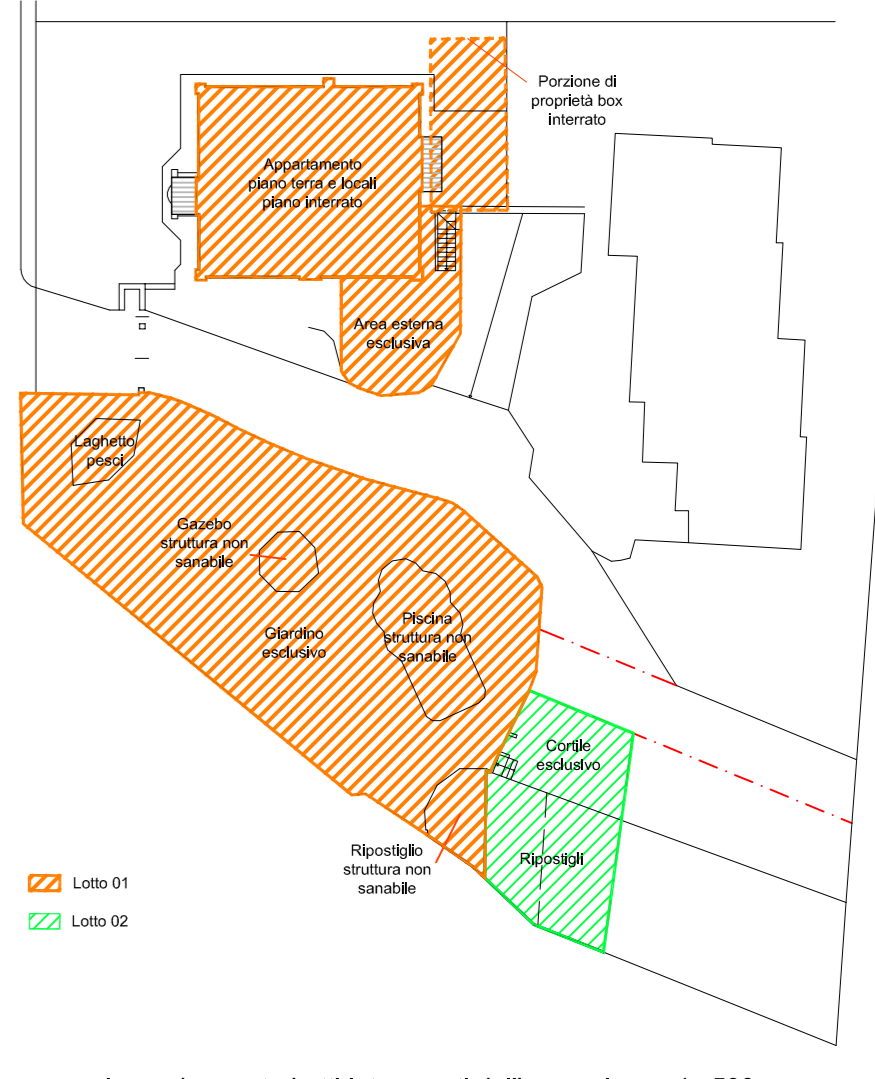 Porzione di
proprietà box
interrato
Appartamento
piano terra e locali
piano interrato
Area esterna
esclusiva
Laghetto
pesci
Gazebo
struttura non
sanabile
Giardino
esclusivo
Piscina
struttura non
sanabile
Cortile
esclusivo
Ripostiglio
struttura non
sanabile
Ripostigli
Lotto 01
Lotto 02